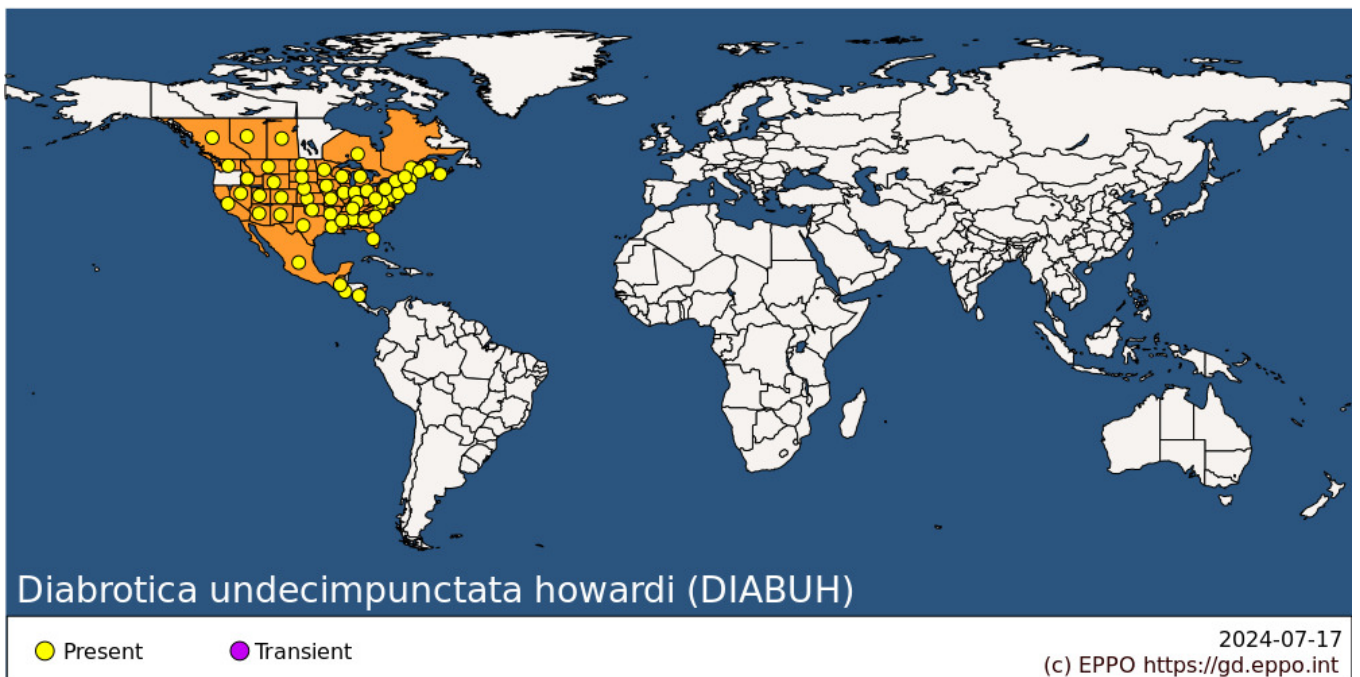 Diabrotica undecimpunctata howardi (DIABUH)
Present
Transient
2024-07-17
(c) EPPO https://gd.eppo.int